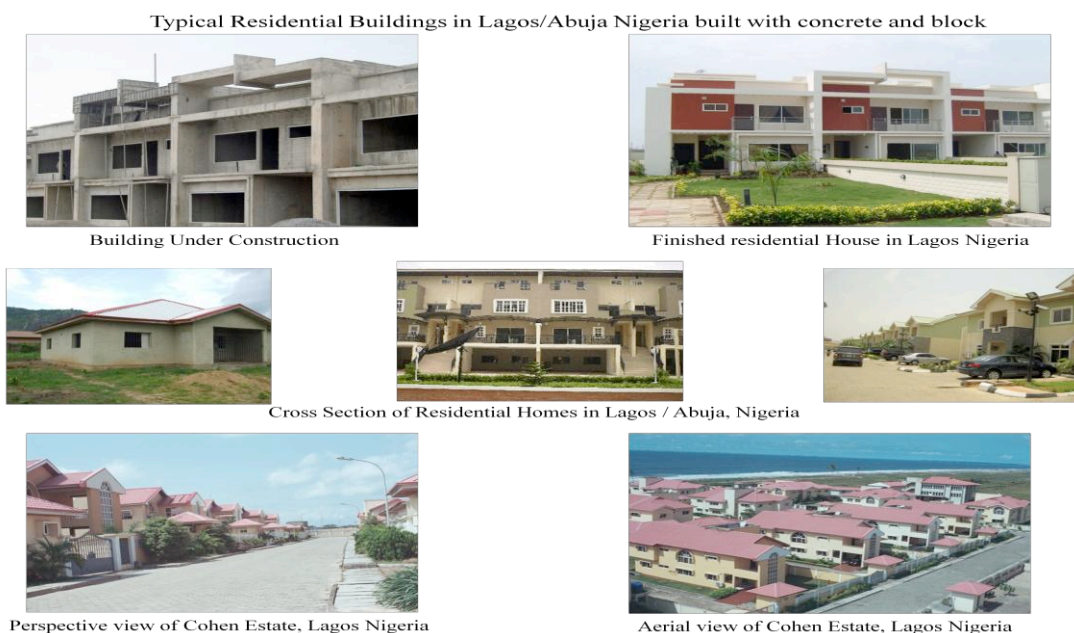 Typical Residential Buildings in Lagos/Abuja Nigeria built with concrete and block
Building Under Construction
Finished residential House in Lagos Nigeria
Cross Section of Residential Homes in Lagos / Abuja, Nigeria
Perspective view of Cohen Estate, Lagos Nigeria
Aerial view of Cohen Estate, Lagos Nigeria